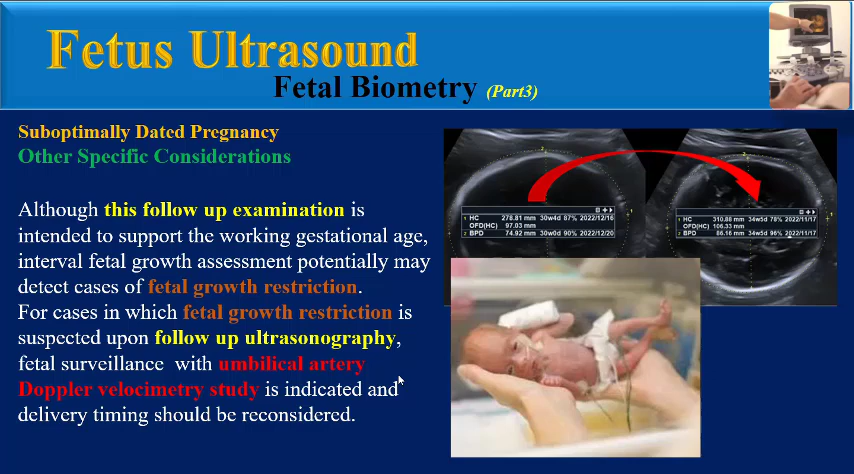 Fetus Ultrasound
Fetal Biometry (Part3)
Suboptimally Dated Pregnancy
Other Specific Considerations
Although this follow up examination is
intended to support the working gestational age,
interval fetal growth assessment potentially may
detect cases of fetal growth restriction.
For cases in which fetal growth restriction is
suspected upon follow up ultrasonography,
fetal surveillance with umbilical artery
Doppler velocimetry study is indicated and
delivery timing should be reconsidered.
1 HC 278.81 mm 30w4d 87% 2022/12/16
OFD(HC) 97.03 mm
2 BPD 74.92 mm 30w0d 90% 2022/12/20
1 HC 310.88 mm 34w5d 78% 2022/11/17
OFD(HC) 106.33 mm
2 BPD 86.16 mm 34w5d 96% 2022/11/17